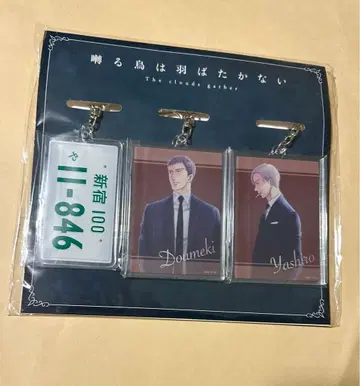 囀る鳥は羽ばたかない
The clouds gather
新宿 100
や
11-846
Doumeki
Yashiro